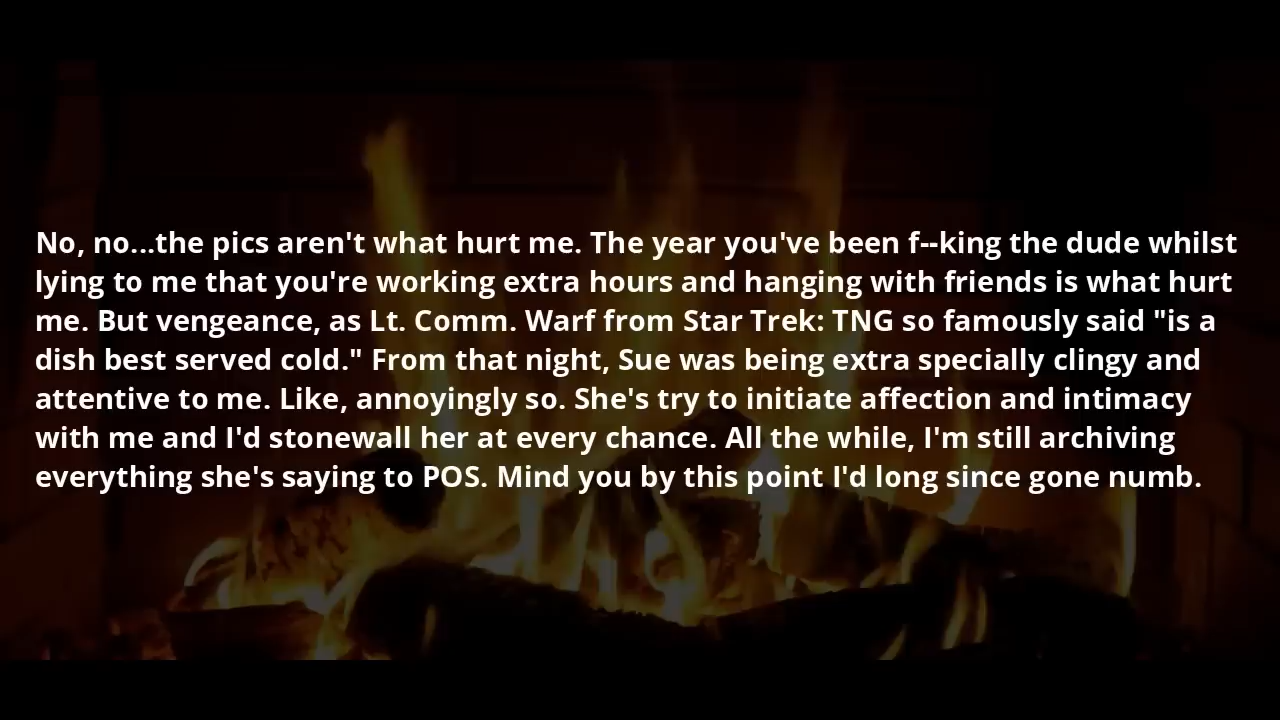 No, no...the pics aren't what hurt me. The year you've been f--king the dude whilst
lying to me that you're working extra hours and hanging with friends is what hurt
me. But vengeance, as Lt. Comm. Warf from Star Trek: TNG so famously said "is a
dish best served cold." From that night, Sue was being extra specially clingy and
attentive to me. Like, annoyingly so. She's try to initiate affection and intimacy
with me and I'd stonewall her at every chance. All the while, I'm still archiving
everything she's saying to POS. Mind you by this point I'd long since gone numb.